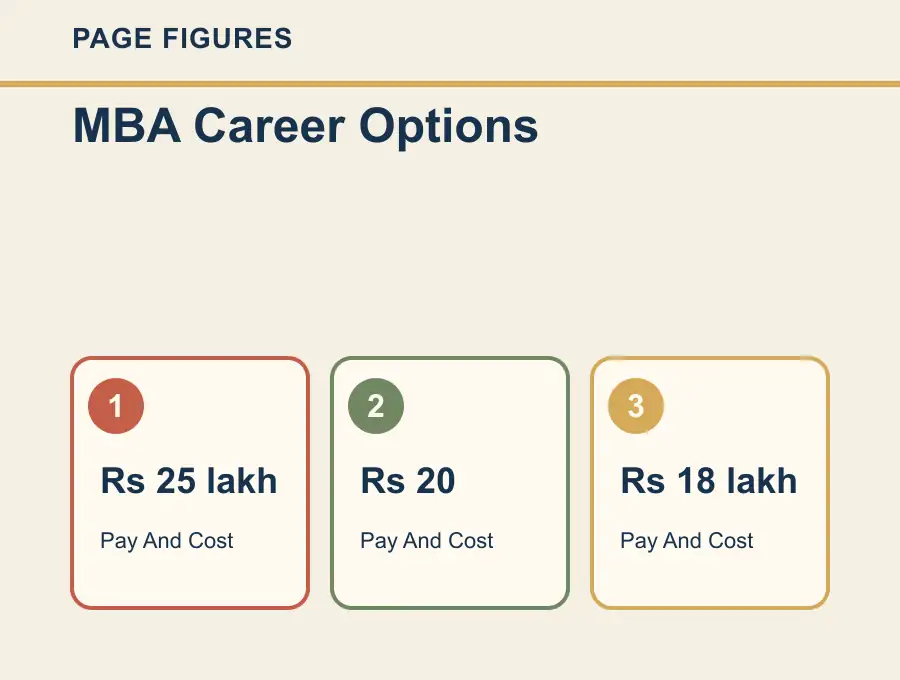 PAGE FIGURES
MBA Career Options
1
Rs 25 lakh
Pay And Cost
2
Rs 20
Pay And Cost
3
Rs 18 lakh
Pay And Cost